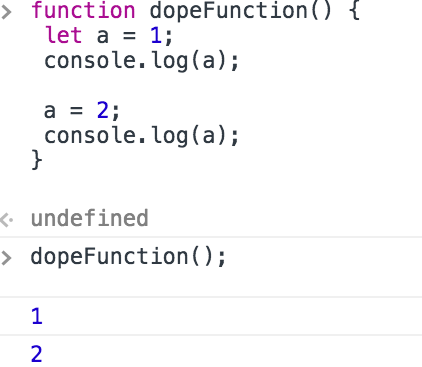 > function dopeFunction() {
let a = 1;
console.log(a);
a = 2;
console.log(a);
}
undefined
> dopeFunction();
1
2